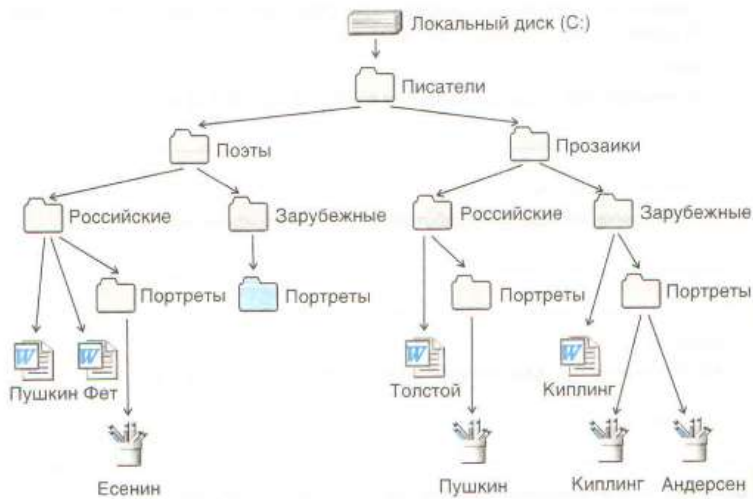 Локальный диск (C:)
Писатели
Поэты
Прозаики
Российские
Зарубежные
Российские
Зарубежные
Портреты
Портреты
Портреты
Портреты
Пушкин Фет
Толстой
Киплинг
Есенин
Пушкин
Киплинг
Андерсен